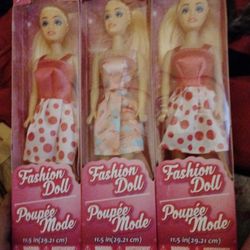 Fashion
Doll
Poupée
Mode
11.5 in (29.21 cm)
Fashion
Doll
Poupée
Mode
11.5 in (29.21 cm)
Fashion
Doll
Poupée
Mode
11.5 in (29.21 cm)